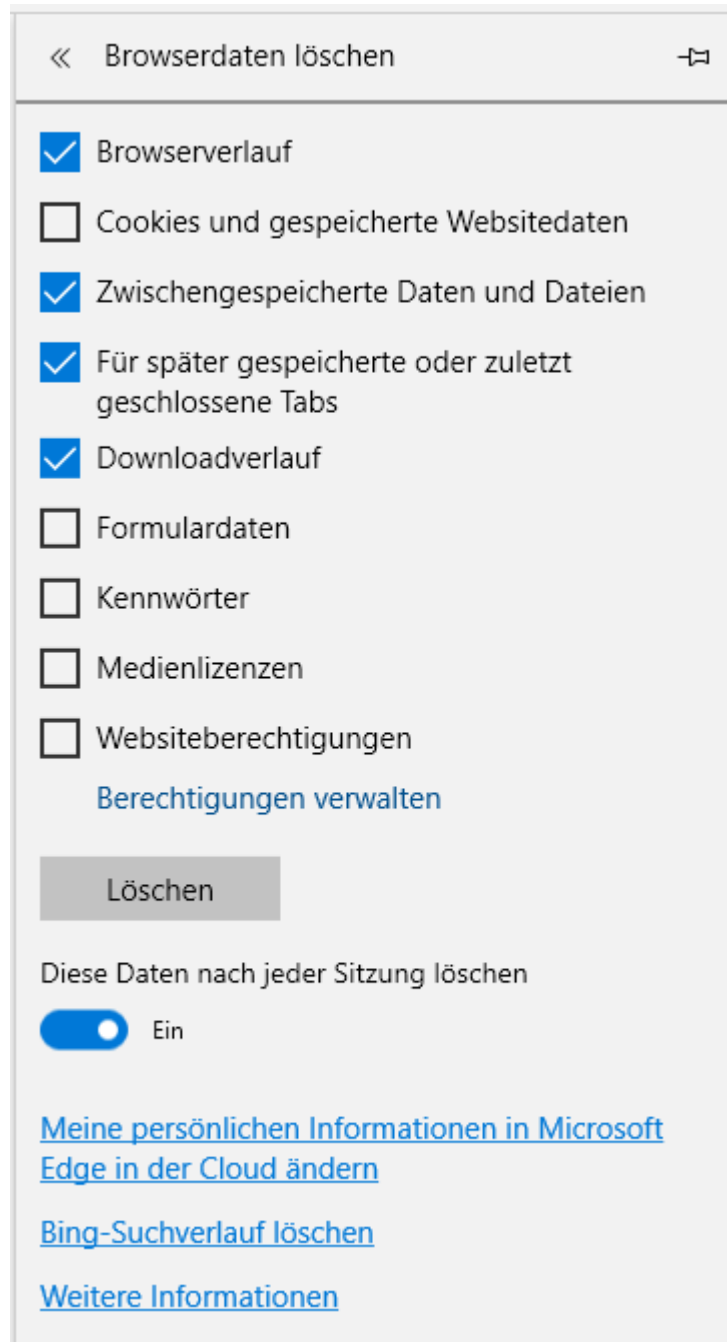 Browserdaten löschen
Browserverlauf
Cookies und gespeicherte Websitedaten
Zwischengespeicherte Daten und Dateien
Für später gespeicherte oder zuletzt
geschlossene Tabs
Downloadverlauf
Formulardaten
Kennwörter
Medienlizenzen
Websiteberechtigungen
Berechtigungen verwalten
Löschen
Diese Daten nach jeder Sitzung löschen
Ein
Meine persönlichen Informationen in Microsoft
Edge in der Cloud ändern
Bing-Suchverlauf löschen
Weitere Informationen